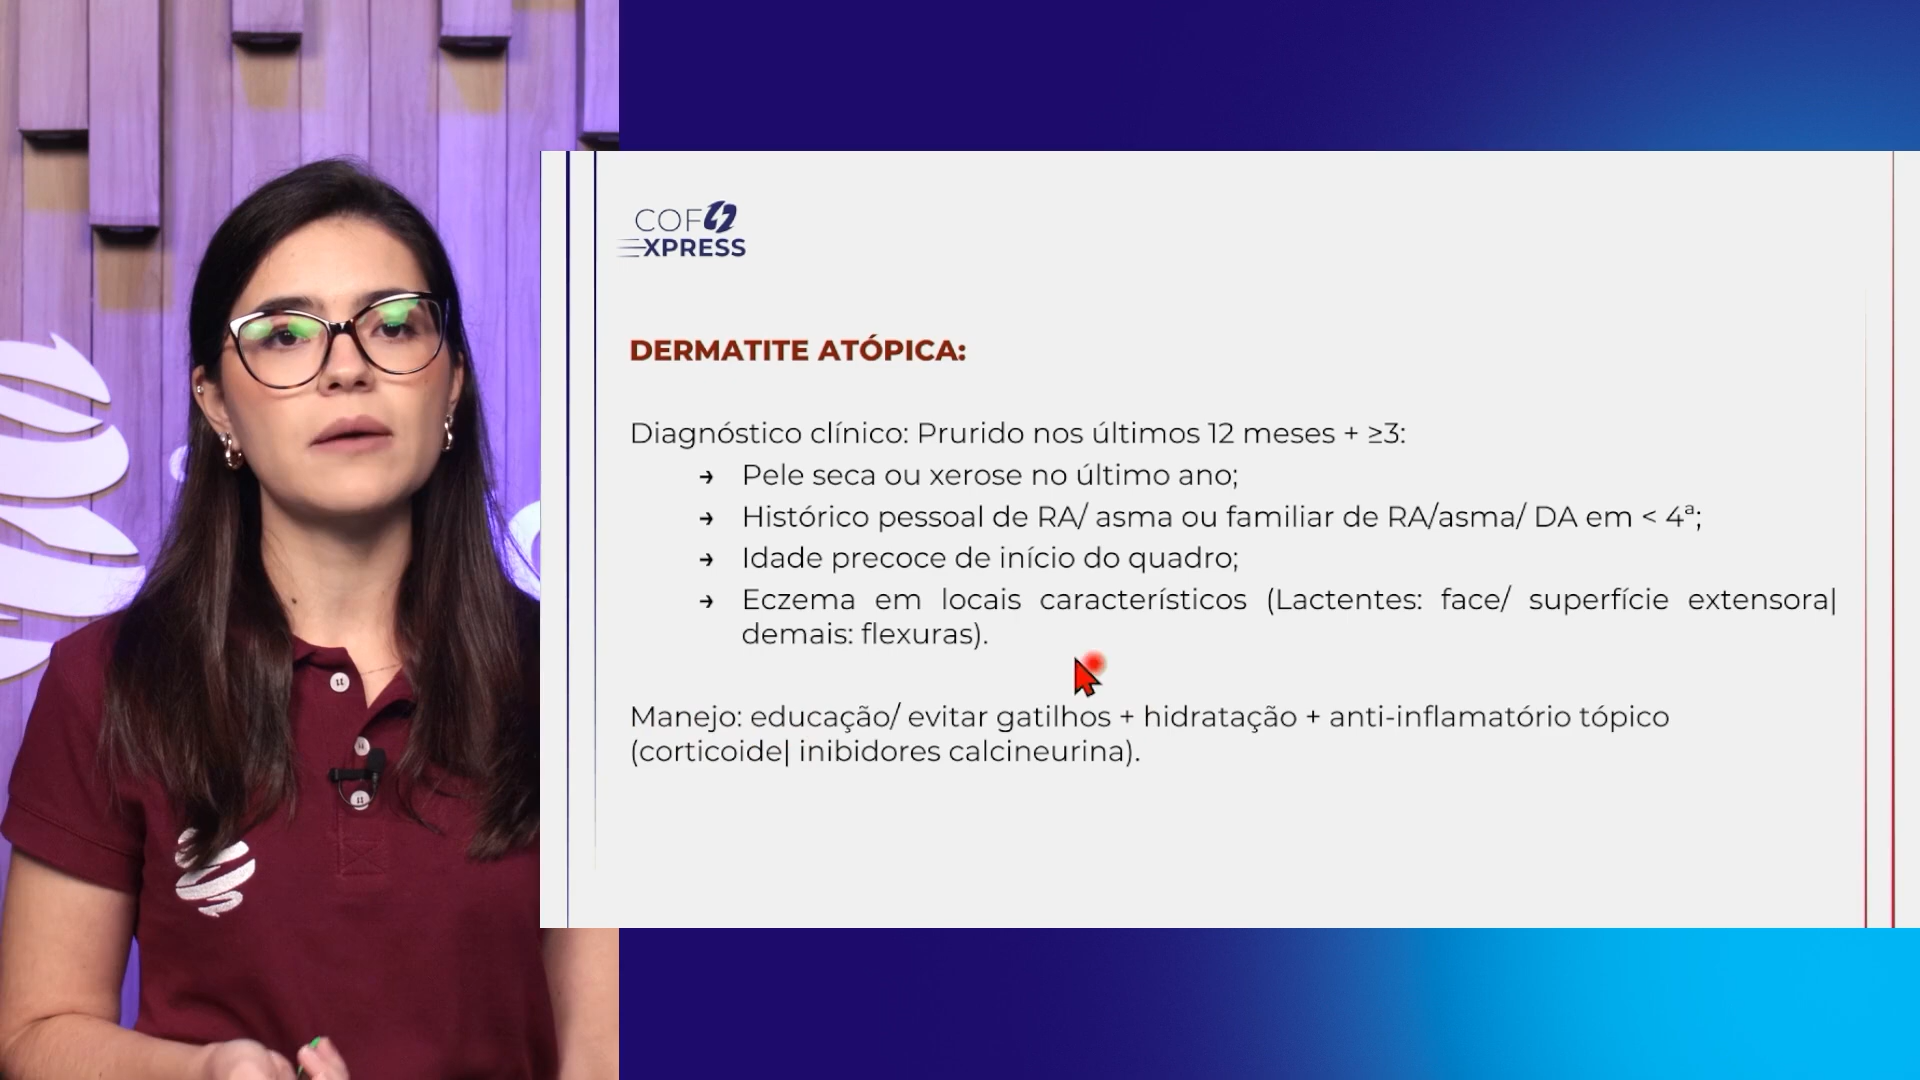 COF
XPRESS
DERMATITE ATÓPICA:
Diagnóstico clínico: Prurido nos últimos 12 meses + ≥3:
→ Pele seca ou xerose no último ano;
→ Histórico pessoal de RA/ asma ou familiar de RA/asma/ DA em < 4ª;
→ Idade precoce de início do quadro;
→ Eczema em locais característicos (Lactentes: face/ superfície extensora|
demais: flexuras).
Manejo: educação/ evitar gatilhos + hidratação + anti-inflamatório tópico
(corticoide| inibidores calcineurina).